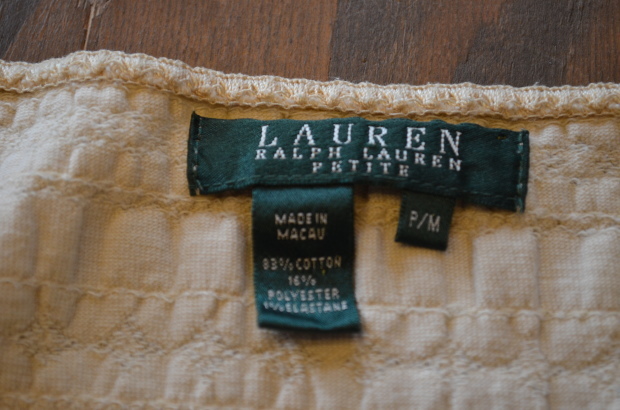 LAUREN
RALPH LAUREN
PETITE
P/M
MADE IN
MACAU
83% COTTON
16%
POLYESTER
1% ELASTANE